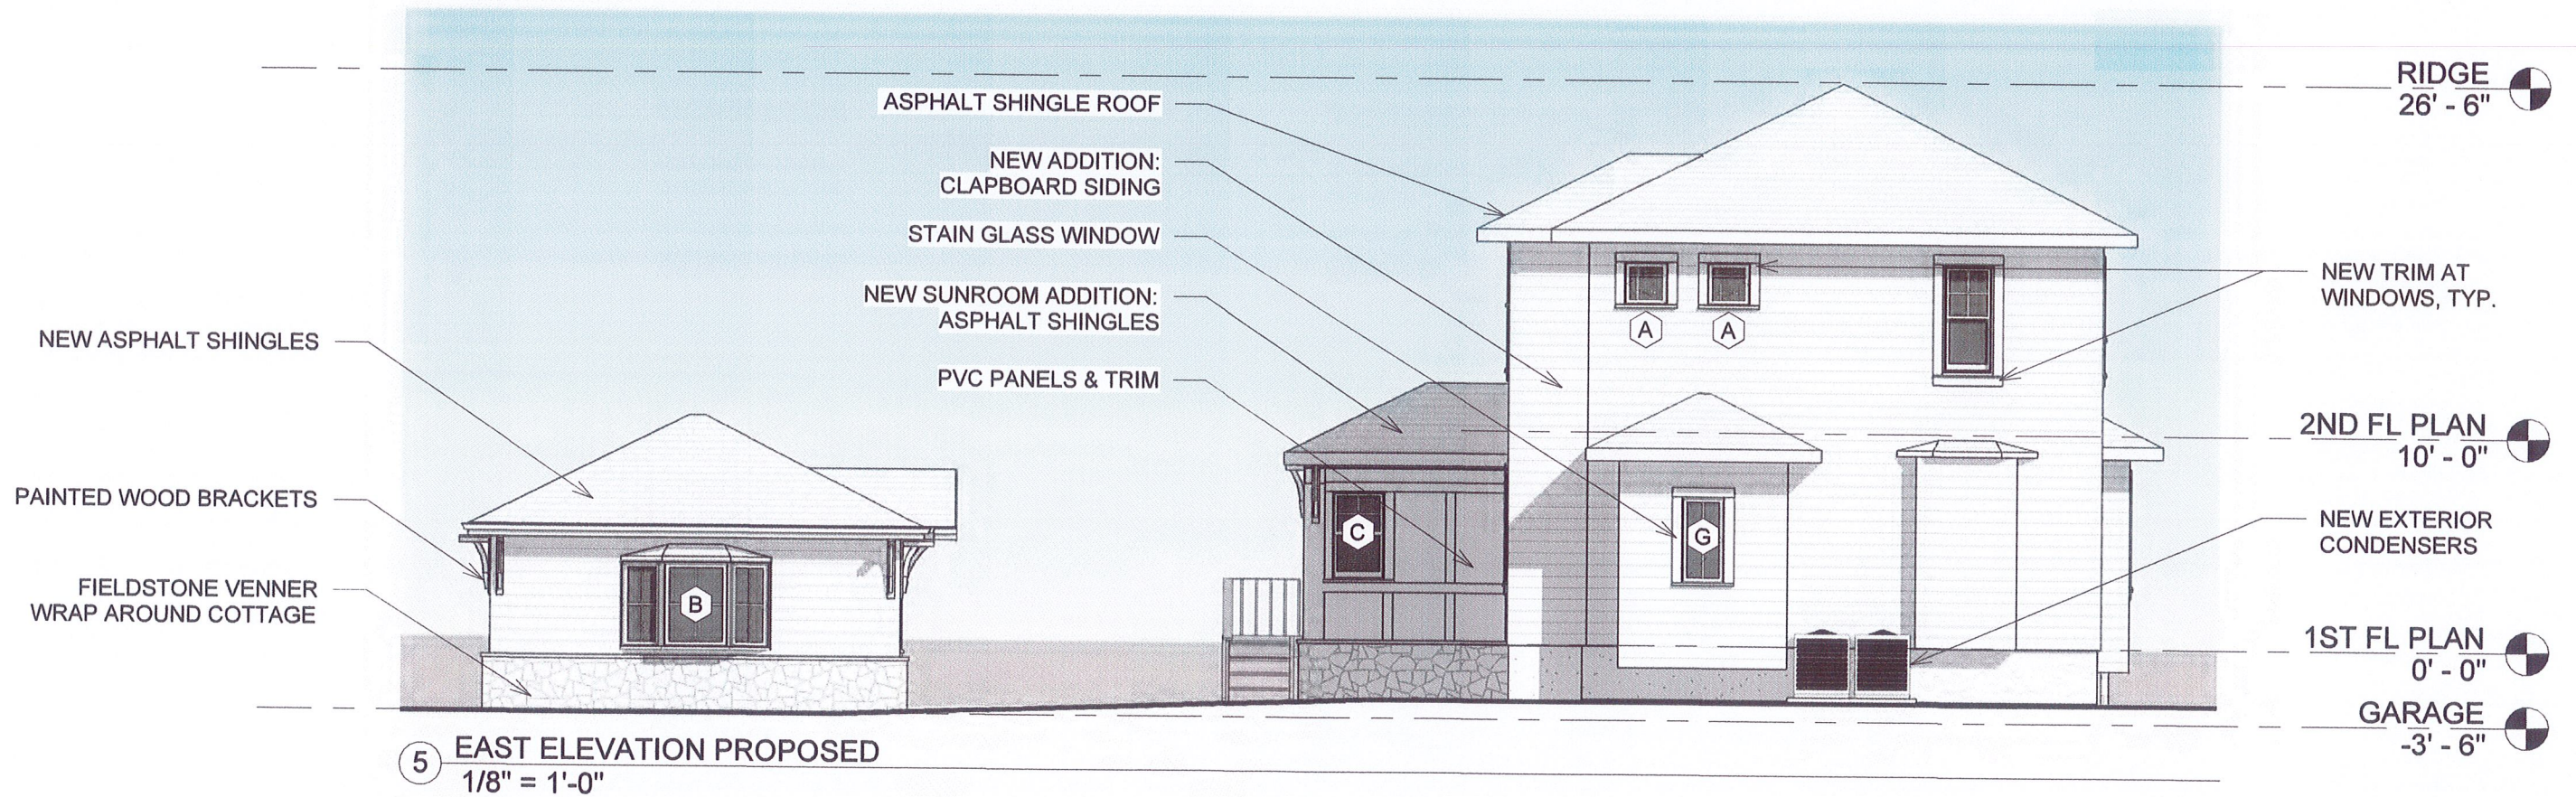 RIDGE
26' - 6"
ASPHALT SHINGLE ROOF
NEW ADDITION:
CLAPBOARD SIDING
STAIN GLASS WINDOW
NEW SUNROOM ADDITION:
ASPHALT SHINGLES
PVC PANELS & TRIM
NEW TRIM AT
WINDOWS, TYP.
A
A
NEW ASPHALT SHINGLES
PAINTED WOOD BRACKETS
FIELDSTONE VENNER
WRAP AROUND COTTAGE
B
C
G
2ND FL PLAN
10' - 0"
NEW EXTERIOR
CONDENSERS
1ST FL PLAN
0' - 0"
GARAGE
-3' - 6"
5
EAST ELEVATION PROPOSED
1/8" = 1'-0"